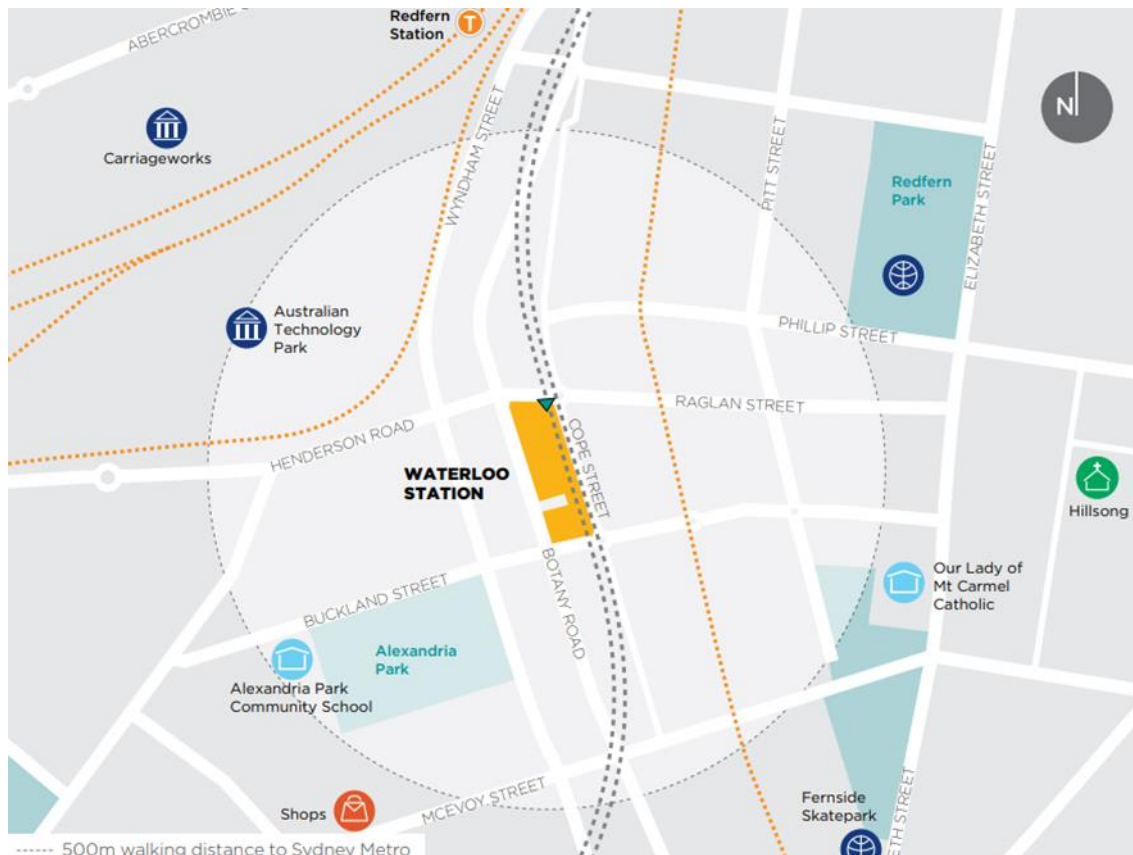 ABERCROMBIE
Redfern
Station
T
N
Carriageworks
WYNDHAM STREET
PITT STREET
Redfern
Park
ELIZABETH STREET
Australian
Technology
Park
PHILLIP STREET
RAGLAN STREET
HENDERSON ROAD
COPE STREET
WATERLOO
STATION
Hillsong
BOTANY ROAD
BUCKLAND STREET
Our Lady of
Mt Carmel
Catholic
Alexandria
Park
Alexandria Park
Community School
MCEVOY STREET
Shops
Fernside
Skatepark
ETH STREET
500m walking distance to Sydney Metro